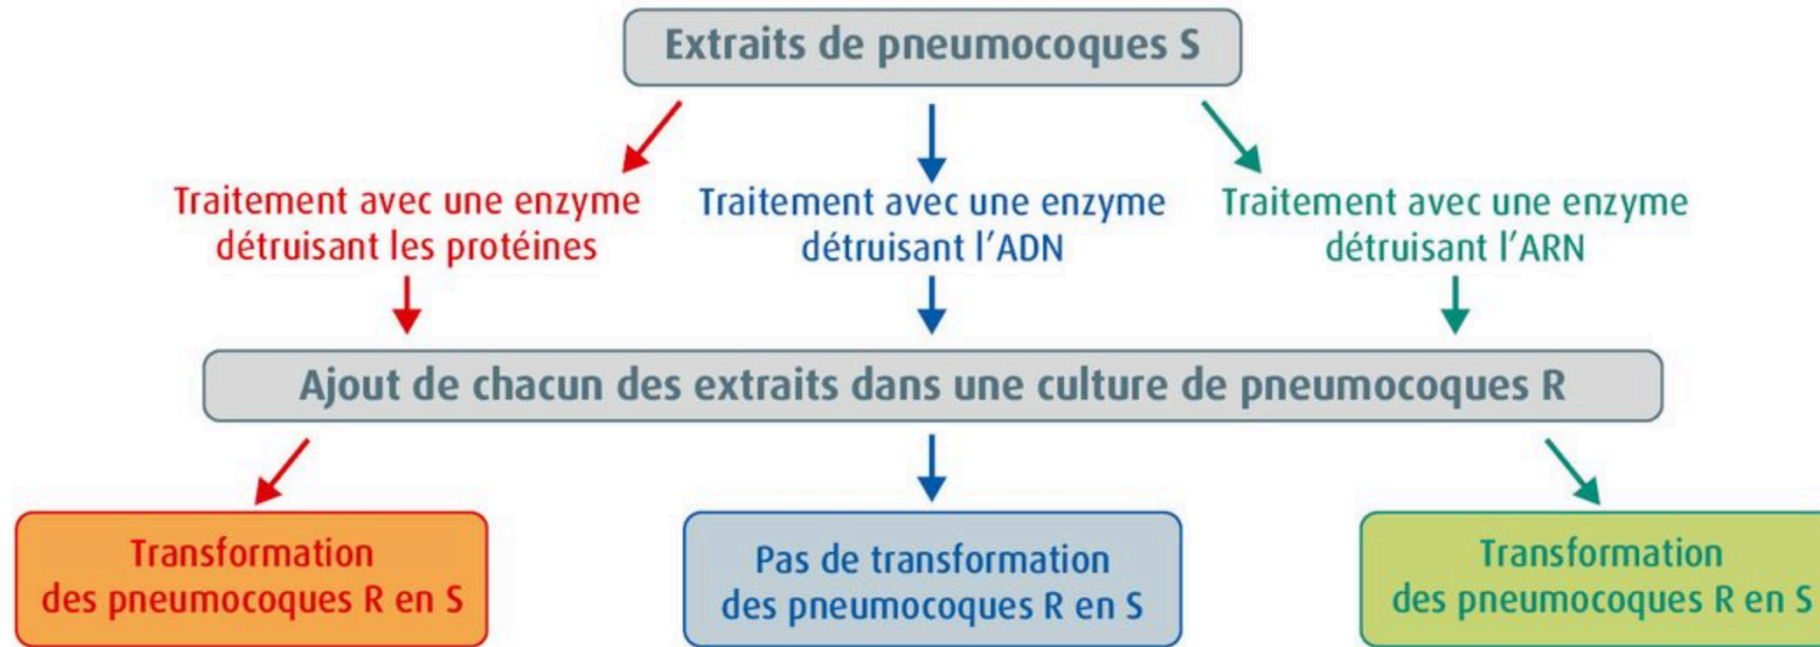 Extraits de pneumocoques S
Traitement avec une enzyme
détruisant les protéines
Traitement avec une enzyme
détruisant l'ADN
Traitement avec une enzyme
détruisant l'ARN
Ajout de chacun des extraits dans une culture de pneumocoques R
Transformation
des pneumocoques R en S
Pas de transformation
des pneumocoques R en S
Transformation
des pneumocoques R en S